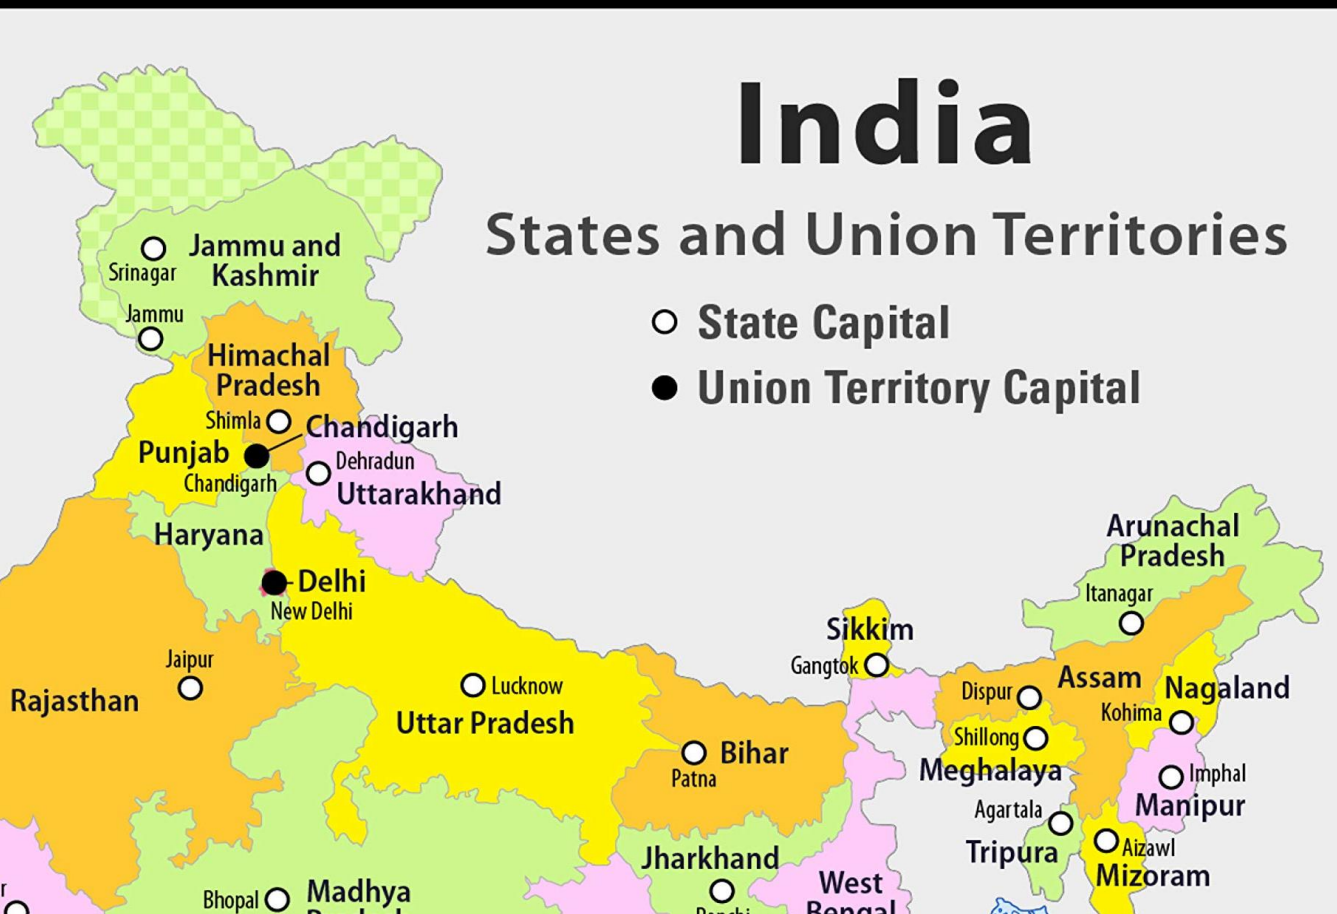 India
States and Union Territories
State Capital
Union Territory Capital
Jammu and
Kashmir
Srinagar
Jammu
Himachal
Pradesh
Shimla
Chandigarh
Punjab
Chandigarh
Dehradun
Uttarakhand
Haryana
Delhi
New Delhi
Arunachal
Pradesh
Itanagar
Sikkim
Gangtok
Jaipur
Rajasthan
Lucknow
Uttar Pradesh
Dispur
Assam
Nagaland
Kohima
Shillong
Meghalaya
Bihar
Patna
Imphal
Manipur
Agartala
Tripura
Aizawl
Mizoram
Jharkhand
West
Bengal
Bhopal
Madhya